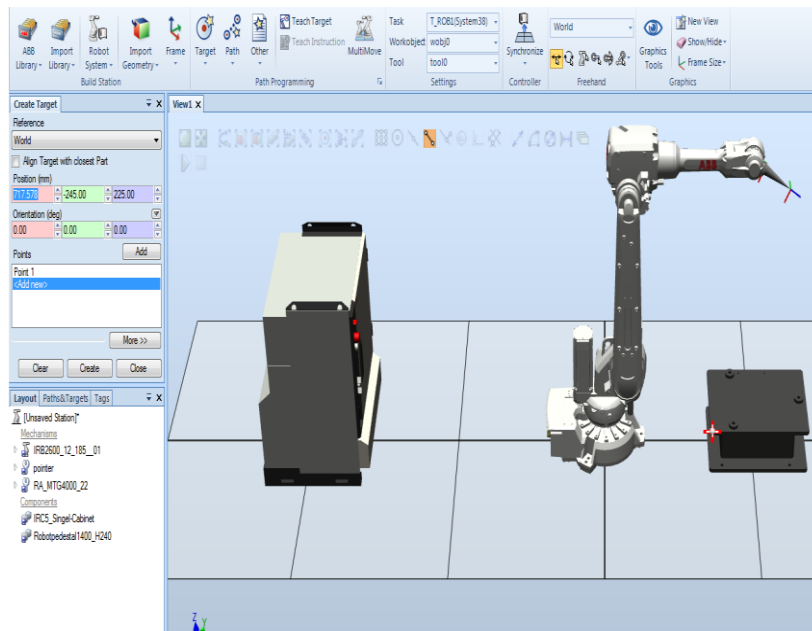 ABB Library
Import Library
Robot System
Import Geometry
Frame
Build Station
Target
Path
Other
Teach Target
Teach Instruction
MultiMove
Path Programming
Task T_ROB1(System38)
Workobject wobj0
Tool tool0
Settings
Synchronize
Controller
World
Freehand
Graphics Tools
New View
Show/Hide
Frame Size
Graphics
Create Target
View1 X
Reference
World
Align Target with closest Part
Position (mm)
717.578 -245.00 225.00
Orientation (deg)
0.00 0.00 0.00
Points
Add
Point 1
<Add new>
More >>
Clear Create Close
Layout Paths&Targets Tags
[Unsaved Station]*
Mechanisms
IRB2600_12_185__01
pointer
RA_MTG4000_22
Components
IRC5_Singel-Cabinet
Robotpedestal1400_H240
ABB
Z
Y